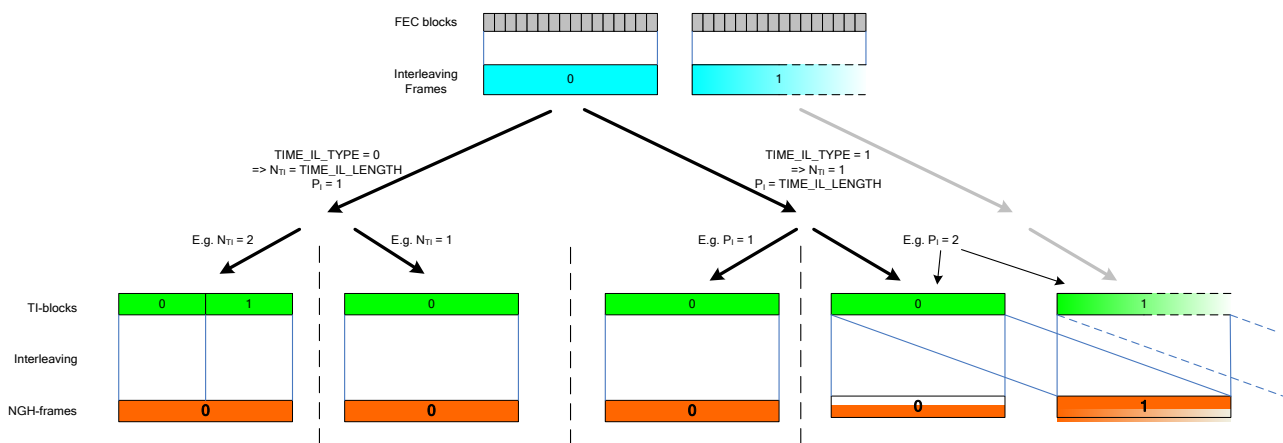 FEC blocks
Interleaving
Frames
0
1
TIME_IL_TYPE = 0
=> NTI = TIME_IL_LENGTH
PI = 1
TIME_IL_TYPE = 1
=> NTI = 1
PI = TIME_IL_LENGTH
E.g. NTI = 2
E.g. NTI = 1
E.g. PI = 1
E.g. PI = 2
TI-blocks
0
1
0
0
0
1
Interleaving
NGH-frames
0
0
0
0
1